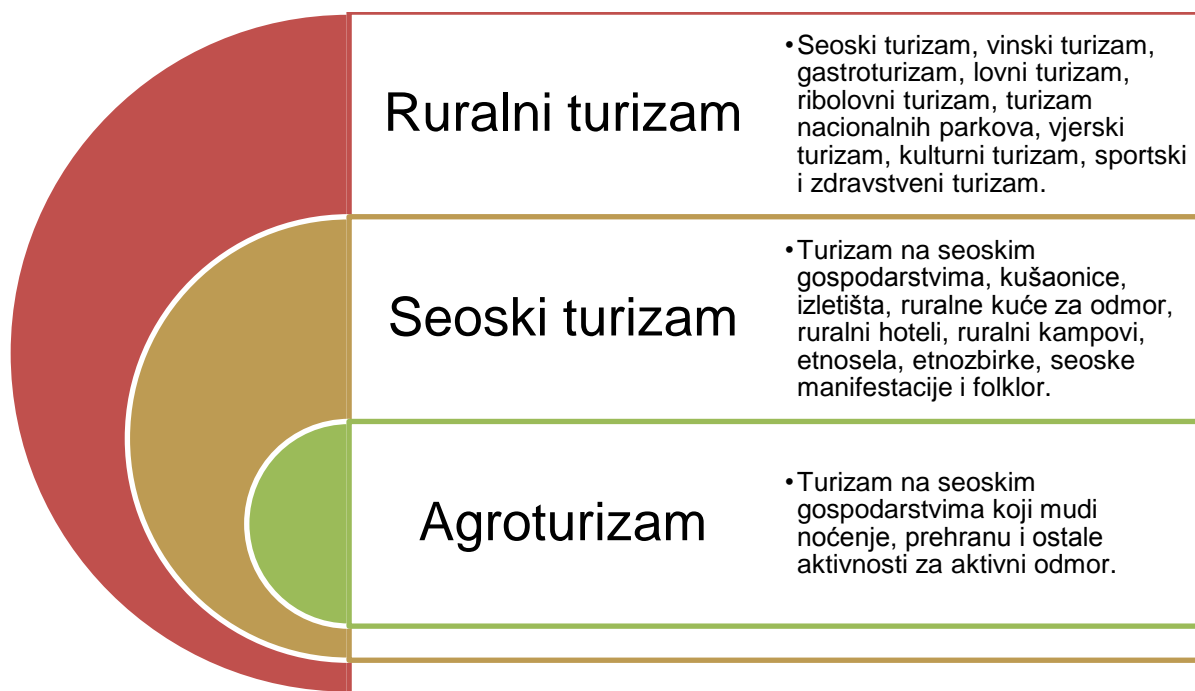 Ruralni turizam
•Seoski turizam, vinski turizam,
gastroturizam, lovni turizam,
ribolovni turizam, turizam
nacionalnih parkova, vjerski
turizam, kulturni turizam, sportski
i zdravstveni turizam.
Seoski turizam
•Turizam na seoskim
gospodarstvima, kušaonice,
izletišta, ruralne kuće za odmor,
ruralni hoteli, ruralni kampovi,
etnosela, etnozbirke, seoske
manifestacije i folklor.
Agroturizam
•Turizam na seoskim
gospodarstvima koji mudi
noćenje, prehranu i ostale
aktivnosti za aktivni odmor.